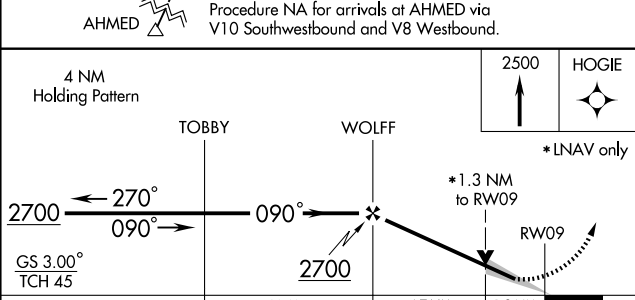 Procedure NA for arrivals at AHMED via
V10 Southwestbound and V8 Westbound.
AHMED
4 NM
Holding Pattern
2500
HOGIE
TOBBY
WOLFF
*LNAV only
*1.3 NM
to RW09
270°
2700
090°
090°
RW09
GS 3.00°
TCH 45
2700